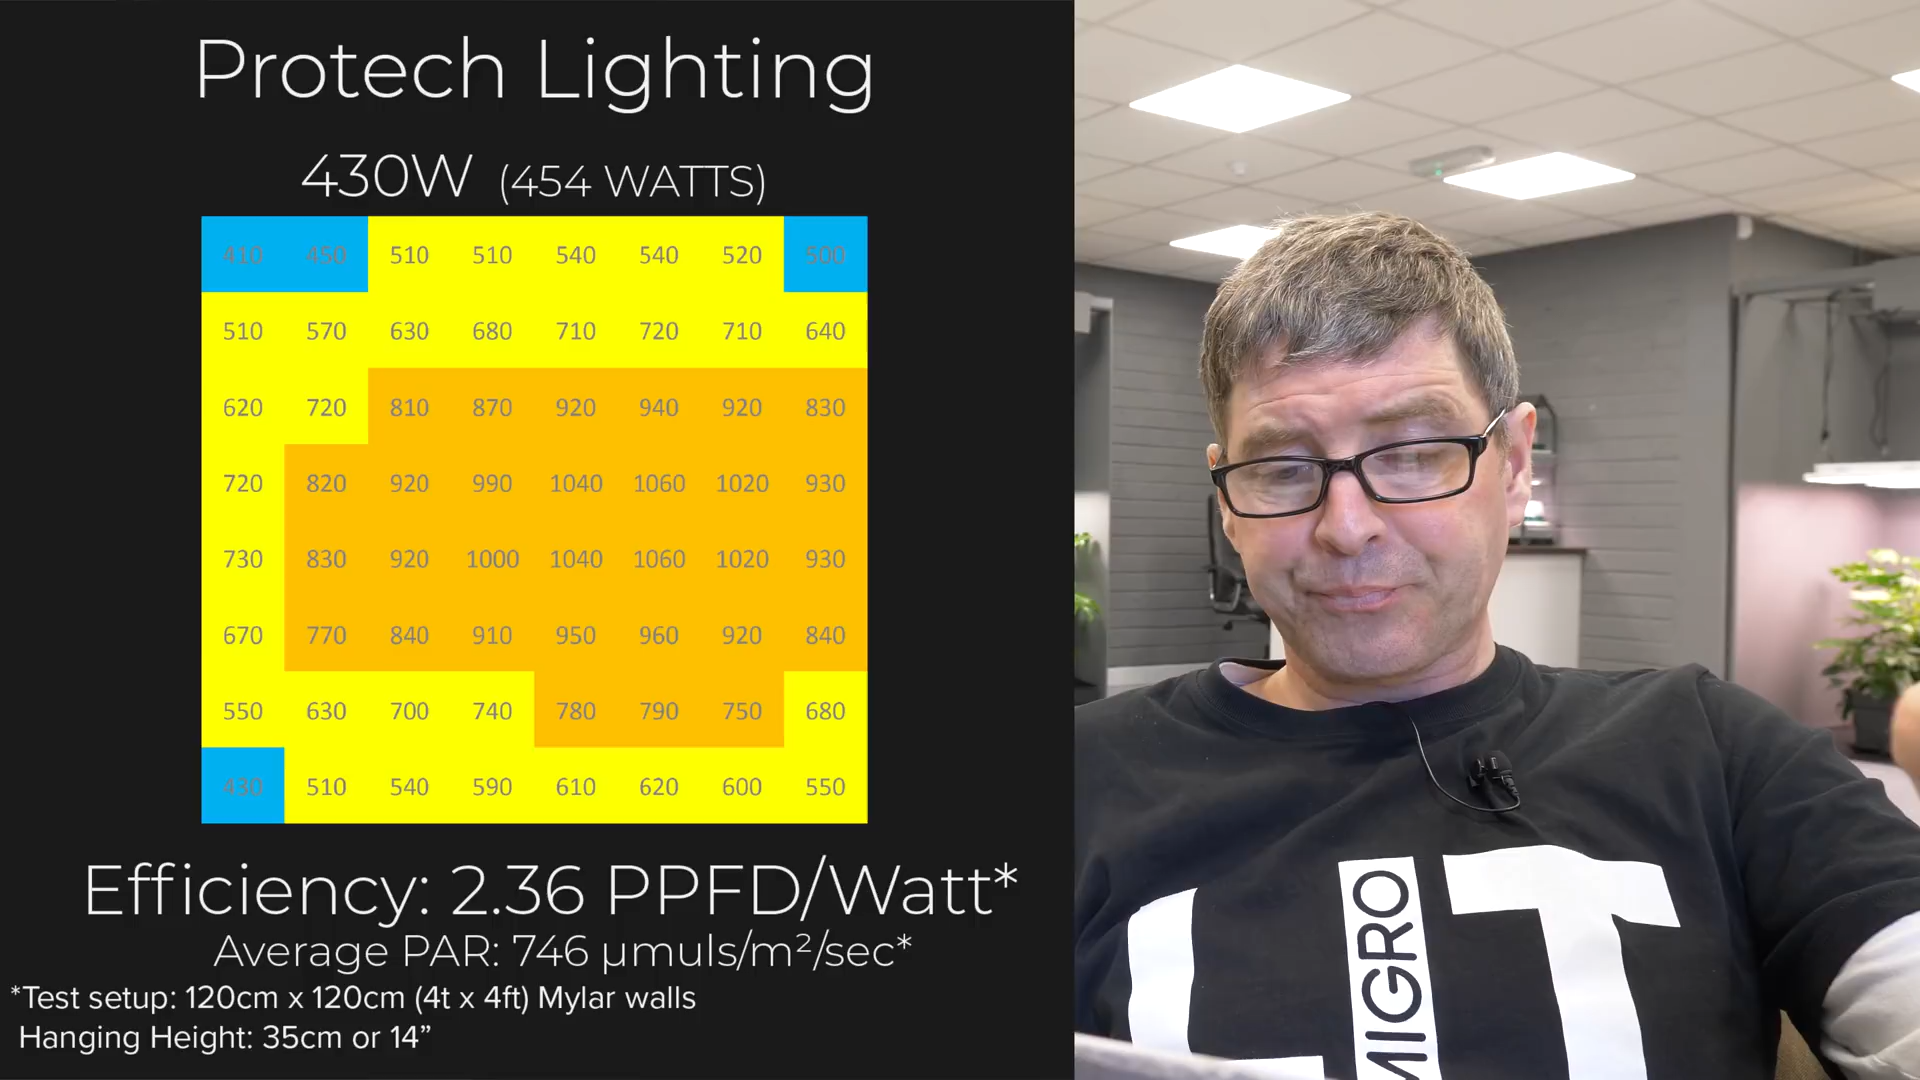 Protech Lighting
430W (454 WATTS)
410 450 510 510 540 540 520 500
510 570 630 680 710 720 710 640
620 720 810 870 920 940 920 830
720 820 920 990 1040 1060 1020 930
730 830 920 1000 1040 1060 1020 930
670 770 840 910 950 960 920 840
550 630 700 740 780 790 750 680
430 510 540 590 610 620 600 550
Efficiency: 2.36 PPFD/Watt*
Average PAR: 746 µmuls/m²/sec*
*Test setup: 120cm x 120cm (4t x 4ft) Mylar walls
Hanging Height: 35cm or 14”
MIGRO